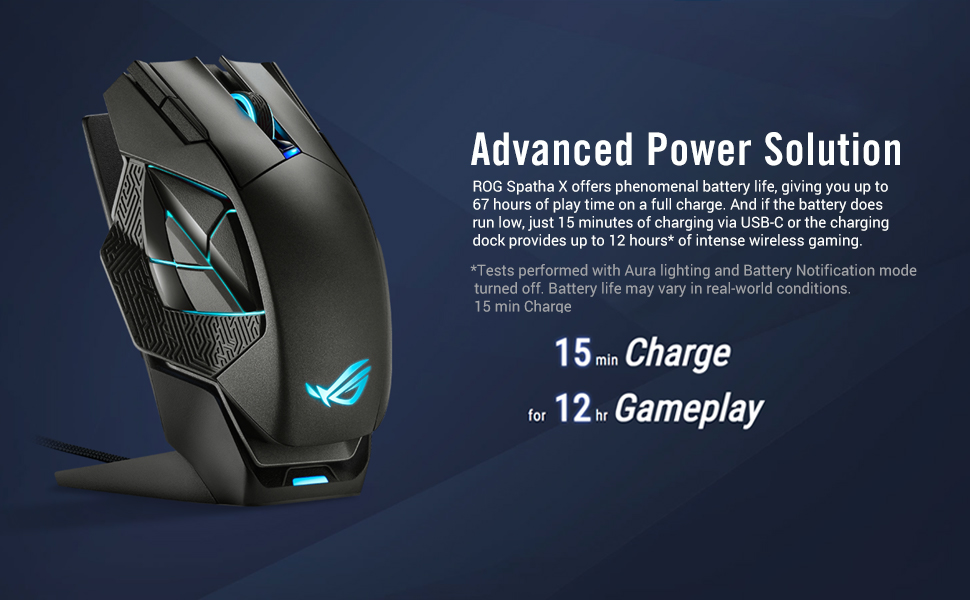 Advanced Power Solution
ROG Spatha X offers phenomenal battery life, giving you up to
67 hours of play time on a full charge. And if the battery does
run low, just 15 minutes of charging via USB-C or the charging
dock provides up to 12 hours* of intense wireless gaming.
*Tests performed with Aura lighting and Battery Notification mode
turned off. Battery life may vary in real-world conditions.
15 min Charge
15 min Charge
for 12 hr Gameplay